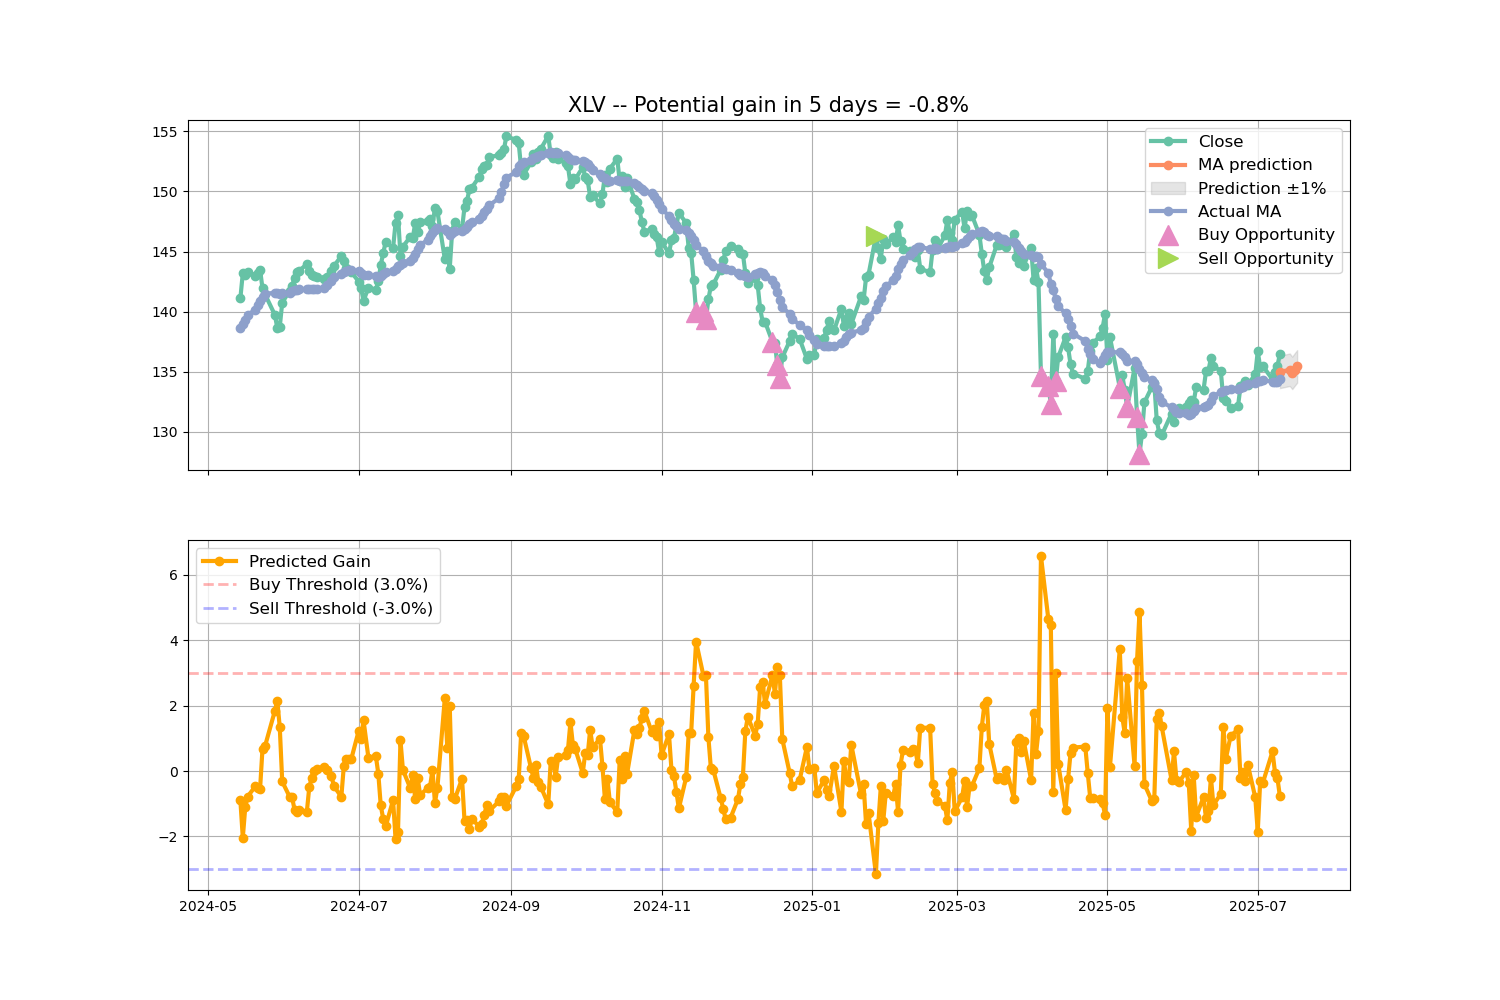 XLV -- Potential gain in 5 days = -0.8%
155
150
145
140
135
130
Close
MA prediction
Prediction ±1%
Actual MA
Buy Opportunity
Sell Opportunity
6
4
2
0
−2
Predicted Gain
Buy Threshold (3.0%)
Sell Threshold (-3.0%)
2024-05 2024-07 2024-09 2024-11 2025-01 2025-03 2025-05 2025-07